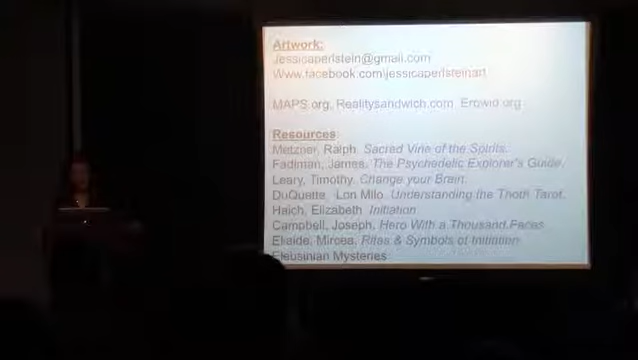 Artwork:
Jessicaperlstein@gmail.com
Www.facebook.com/jessicaperlsteinart
MAPS.org, Realitysandwich.com, Erowid.org
Resources:
Metzner, Ralph. Sacred Vine of the Spirits.
Fadiman, James. The Psychedelic Explorer's Guide.
Leary, Timothy. Change your Brain.
DuQuette, Lon Milo. Understanding the Thoth Tarot.
Haich, Elizabeth. Initiation
Campbell, Joseph. Hero With a Thousand Faces
Eliade, Mircea. Rites & Symbols of Initiation
Eleusinian Mysteries